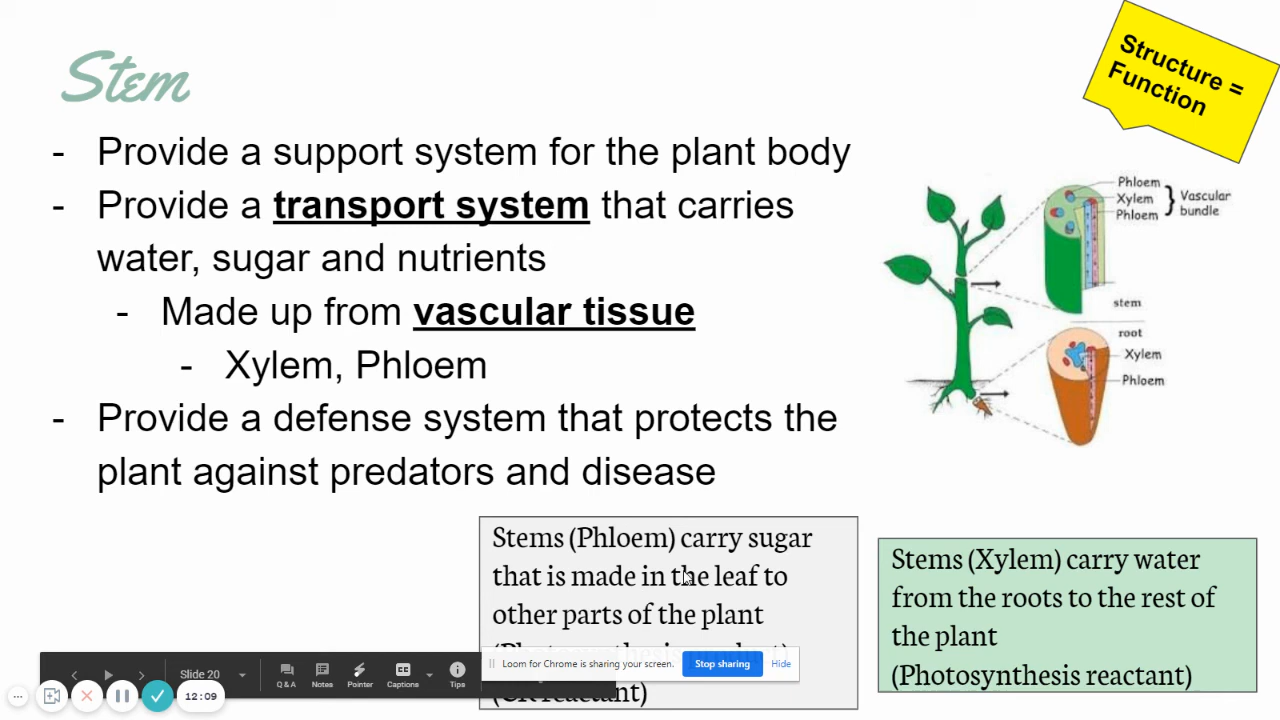 Stem
Structure =
Function
- Provide a support system for the plant body
- Provide a transport system that carries
water, sugar and nutrients
- Made up from vascular tissue
- Xylem, Phloem
- Provide a defense system that protects the
plant against predators and disease
Phloem
Xylem
Phloem
Vascular
bundle
stem
root
Xylem
Phloem
Stems (Phloem) carry sugar
that is made in the leaf to
other parts of the plant
reactant)
Stems (Xylem) carry water
from the roots to the rest of
the plant
(Photosynthesis reactant)
Loom for Chrome is sharing your screen.
Stop sharing
Hide
Slide 20
Q & A
Notes
Pointer
Captions
Tips
12:09